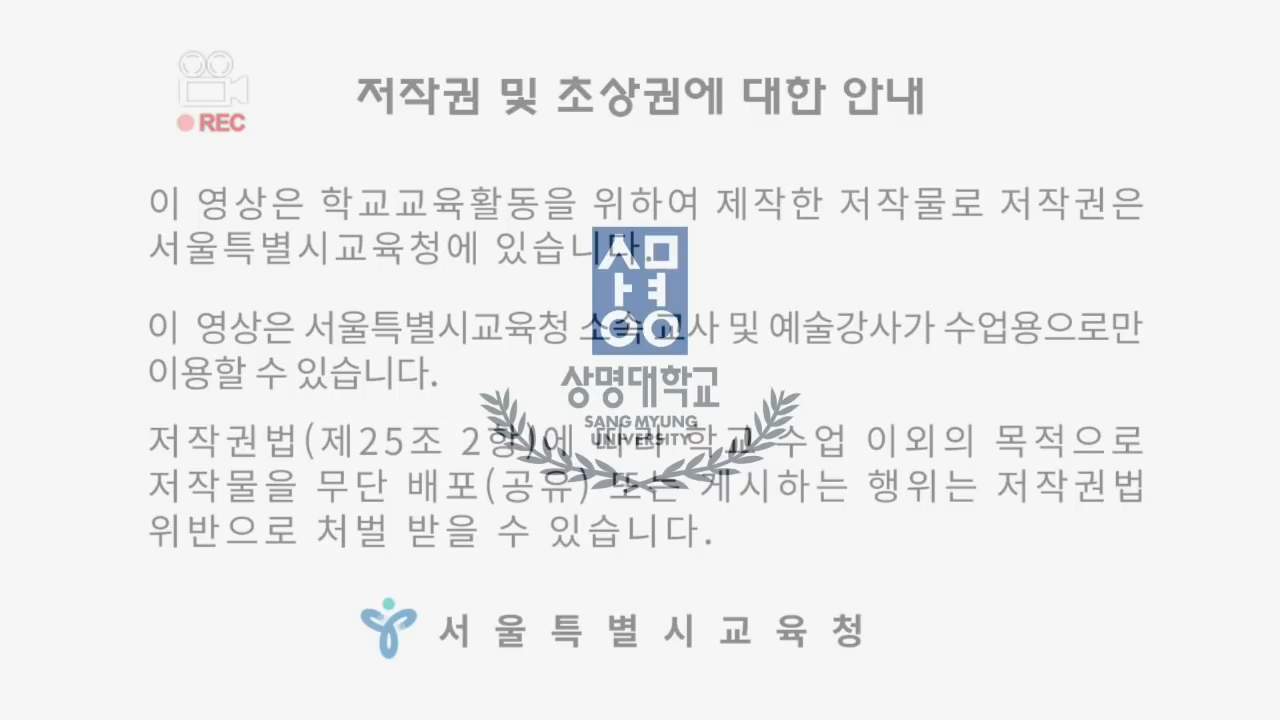 저작권 및 초상권에 대한 안내
REC
이 영상은 학교교육활동을 위하여 제작한 저작물로 저작권은
서울특별시교육청에 있습니다.
상명
이 영상은 서울특별시교육청 소속 교사 및 예술강사가 수업용으로만
이용할 수 있습니다.
상명대학교
SANG MYUNG
UNIVERSITY
저작권법(제25조 2항)에 따라 학교 수업 이외의 목적으로
저작물을 무단 배포(공유) 또는 게시하는 행위는 저작권법
위반으로 처벌 받을 수 있습니다.
서울특별시교육청